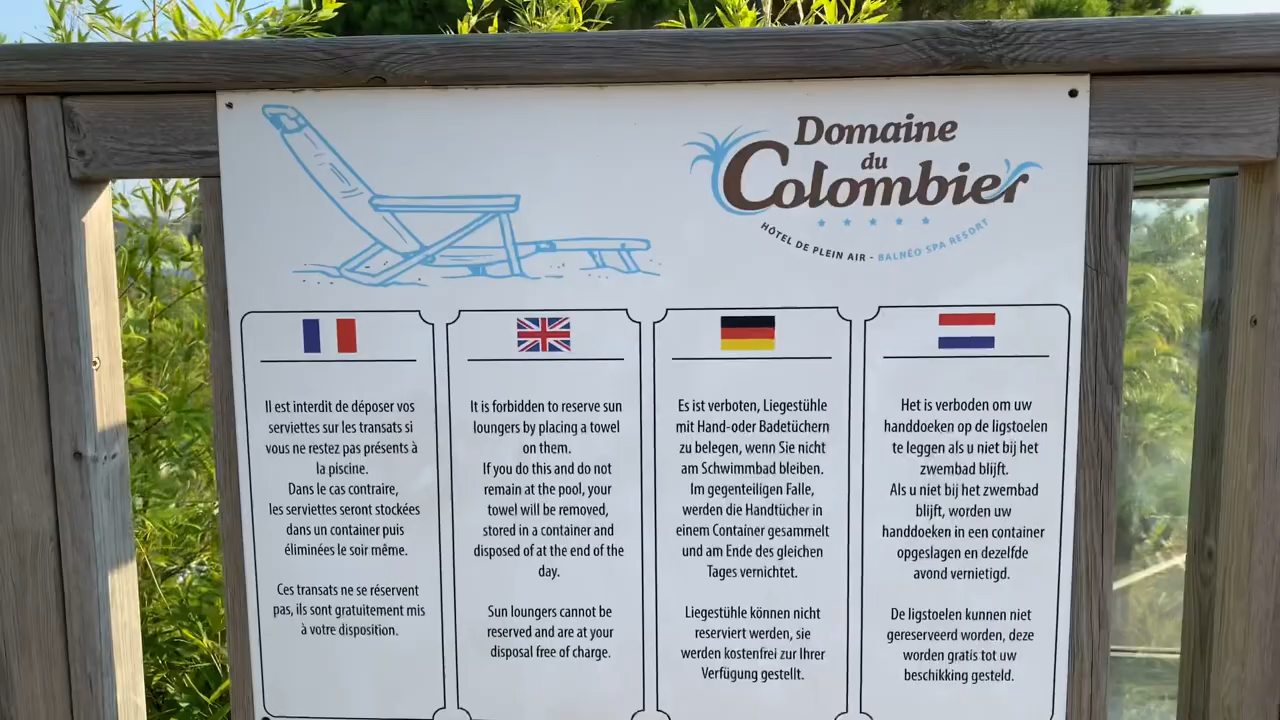 Domaine
du
Colombier
HÔTEL DE PLEIN AIR - BALNÉO SPA RESORT
Il est interdit de déposer vos
serviettes sur les transats si
vous ne restez pas présents à
la piscine.
Dans le cas contraire,
les serviettes seront stockées
dans un container puis
éliminées le soir même.
Ces transats ne se réservent
pas, ils sont gratuitement mis
à votre disposition.
It is forbidden to reserve sun
loungers by placing a towel
on them.
If you do this and do not
remain at the pool, your
towel will be removed,
stored in a container and
disposed of at the end of the
day.
Sun loungers cannot be
reserved and are at your
disposal free of charge.
Es ist verboten, Liegestühle
mit Hand-oder Badetüchern
zu belegen, wenn Sie nicht
am Schwimmbad bleiben.
Im gegenteiligen Falle,
werden die Handtücher in
einem Container gesammelt
und am Ende des gleichen
Tages vernichtet.
Liegestühle können nicht
reserviert werden, sie
werden kostenfrei zur Ihrer
Verfügung gestellt.
Het is verboden om uw
handdoeken op de ligstoelen
te leggen als u niet bij het
zwembad blijft.
Als u niet bij het zwembad
blijft, worden uw
handdoeken in een container
opgeslagen en dezelfde
avond vernietigd.
De ligstoelen kunnen niet
gereserveerd worden, deze
worden gratis tot uw
beschikking gesteld.